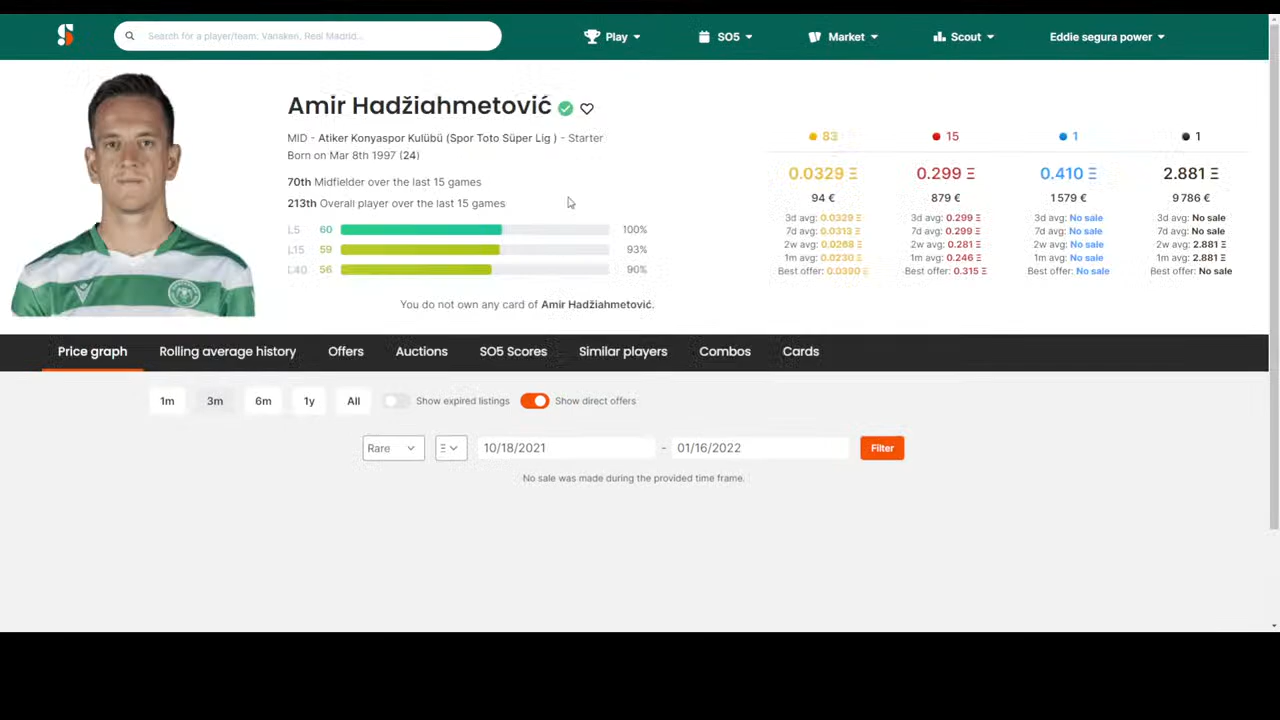 Search for a player/team, Vanaken, Real Madrid...
Play
SO5
Market
Scout
Eddie segura power
Amir Hadžiahmetović
MID - Atiker Konyaspor Kulübü (Spor Toto Süper Lig ) - Starter
Born on Mar 8th 1997 (24)
70th Midfielder over the last 15 games
213th Overall player over the last 15 games
L5 60 100%
L15 59 93%
L40 56 90%
You do not own any card of Amir Hadžiahmetović.
83 15 1 1
0.0329 Ξ 0.299 Ξ 0.410 Ξ 2.881 Ξ
94 € 879 € 1 579 € 9 786 €
3d avg: 0.0329 Ξ 3d avg: 0.299 Ξ 3d avg: No sale 3d avg: No sale
7d avg: 0.0313 Ξ 7d avg: 0.299 Ξ 7d avg: No sale 7d avg: No sale
2w avg: 0.0268 Ξ 2w avg: 0.281 Ξ 2w avg: No sale 2w avg: 2.881 Ξ
1m avg: 0.0230 Ξ 1m avg: 0.246 Ξ 1m avg: No sale 1m avg: 2.881 Ξ
Best offer: 0.0390 Ξ Best offer: 0.315 Ξ Best offer: No sale Best offer: No sale
Price graph Rolling average history Offers Auctions SO5 Scores Similar players Combos Cards
1m 3m 6m 1y All Show expired listings Show direct offers
Rare Ξ 10/18/2021 - 01/16/2022 Filter
No sale was made during the provided time frame.